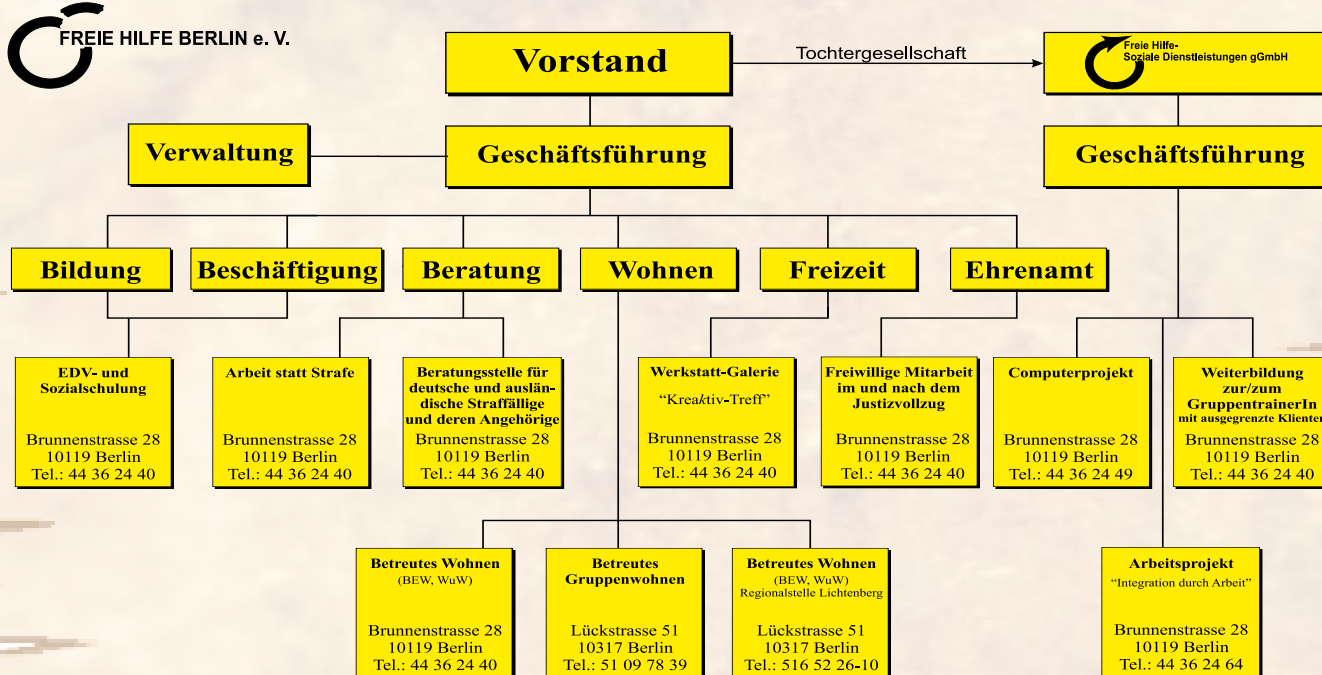 FREIE HILFE BERLIN e. V.
Vorstand
Tochtergesellschaft
Freie Hilfe-
Soziale Dienstleistungen gGmbH
Verwaltung
Geschäftsführung
Geschäftsführung
Bildung
Beschäftigung
Beratung
Wohnen
Freizeit
Ehrenamt
EDV- und
Sozialschulung
Brunnenstrasse 28
10119 Berlin
Tel.: 44 36 24 40
Arbeit statt Strafe
Brunnenstrasse 28
10119 Berlin
Tel.: 44 36 24 40
Beratungsstelle für
deutsche und auslän-
dische Straffällige
und deren Angehörige
Brunnenstrasse 28
10119 Berlin
Tel.: 44 36 24 40
Werkstatt-Galerie
“Kreaktiv-Treff”
Brunnenstrasse 28
10119 Berlin
Tel.: 44 36 24 40
Freiwillige Mitarbeit
im und nach dem
Justizvollzug
Brunnenstrasse 28
10119 Berlin
Tel.: 44 36 24 40
Computerprojekt
Brunnenstrasse 28
10119 Berlin
Tel.: 44 36 24 49
Weiterbildung
zur/zum
GruppentrainerIn
mit ausgegrenzte Klienten
Brunnenstrasse 28
10119 Berlin
Tel.: 44 36 24 40
Betreutes Wohnen
(BEW, WuW)
Brunnenstrasse 28
10119 Berlin
Tel.: 44 36 24 40
Betreutes
Gruppenwohnen
Lückstrasse 51
10317 Berlin
Tel.: 51 09 78 39
Betreutes Wohnen
(BEW, WuW)
Regionalstelle Lichtenberg
Lückstrasse 51
10317 Berlin
Tel.: 516 52 26-10
Arbeitsprojekt
“Integration durch Arbeit”
Brunnenstrasse 28
10119 Berlin
Tel.: 44 36 24 64